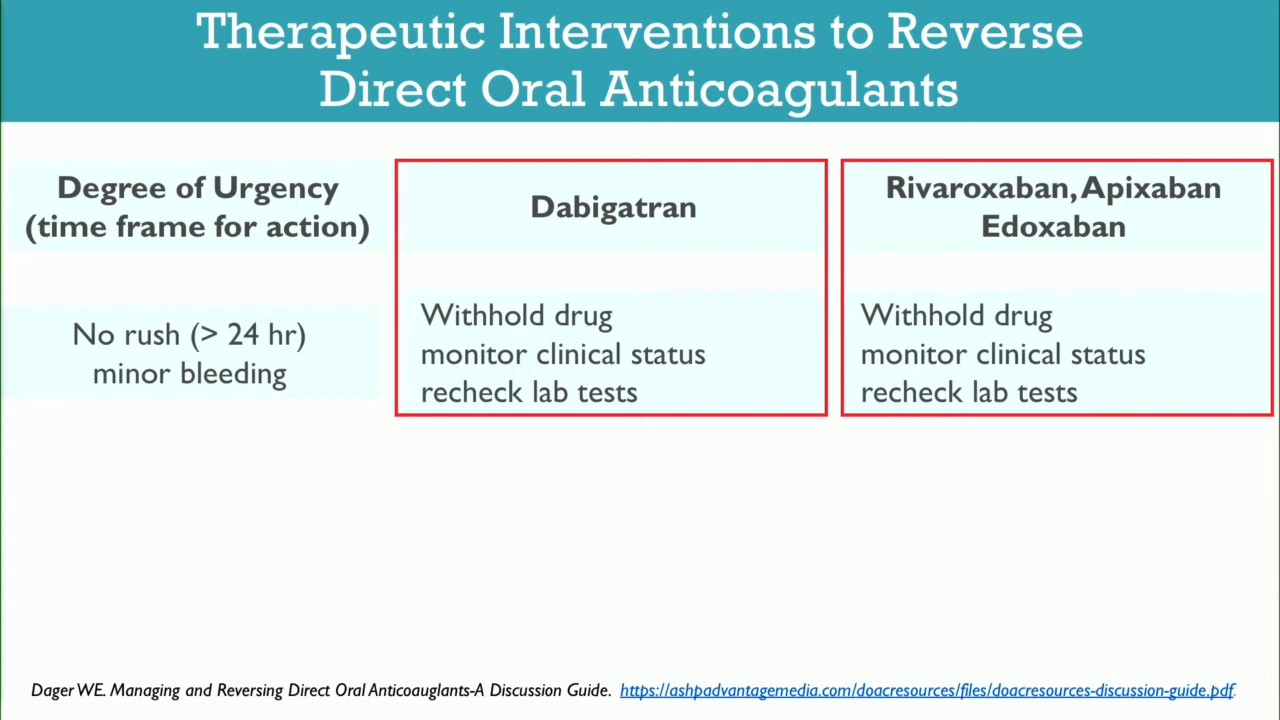 Therapeutic Interventions to Reverse
Direct Oral Anticoagulants
Degree of Urgency
(time frame for action)
Dabigatran
Rivaroxaban, Apixaban
Edoxaban
No rush (> 24 hr)
minor bleeding
Withhold drug
monitor clinical status
recheck lab tests
Withhold drug
monitor clinical status
recheck lab tests
Dager WE. Managing and Reversing Direct Oral Anticoauglants-A Discussion Guide. https://ashpadvantagemedia.com/doacresources/files/doacresources-discussion-guide.pdf.